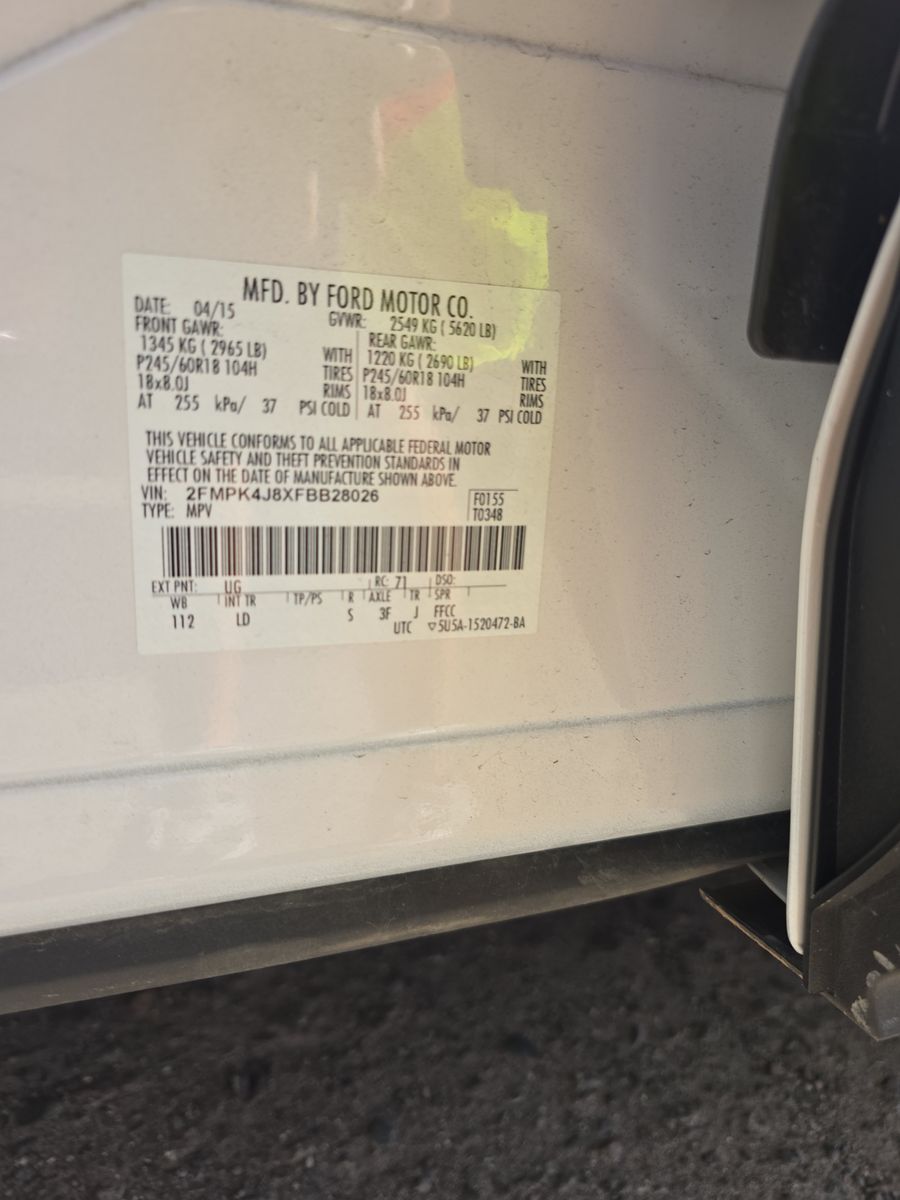 MFD. BY FORD MOTOR CO.
DATE: 04/15 GVWR: 2549 KG ( 5620 LB)
FRONT GAWR: REAR GAWR:
1345 KG ( 2965 LB) WITH 1220 KG ( 2690 LB) WITH
P245/60R18 104H TIRES P245/60R18 104H TIRES
18x8.0J RIMS 18x8.0J RIMS
AT 255 kPa/ 37 PSI COLD AT 255 kPa/ 37 PSI COLD
THIS VEHICLE CONFORMS TO ALL APPLICABLE FEDERAL MOTOR
VEHICLE SAFETY AND THEFT PREVENTION STANDARDS IN
EFFECT ON THE DATE OF MANUFACTURE SHOWN ABOVE.
VIN: 2FMPK4J8XFBB28026 F0155
TYPE: MPV T0348
EXT PNT: UG RC: 71 DSO:
WB INT TR TP/PS R AXLE TR SPR
112 LD S 3F J FFCC
UTC ▽5U5A-1520472-BA